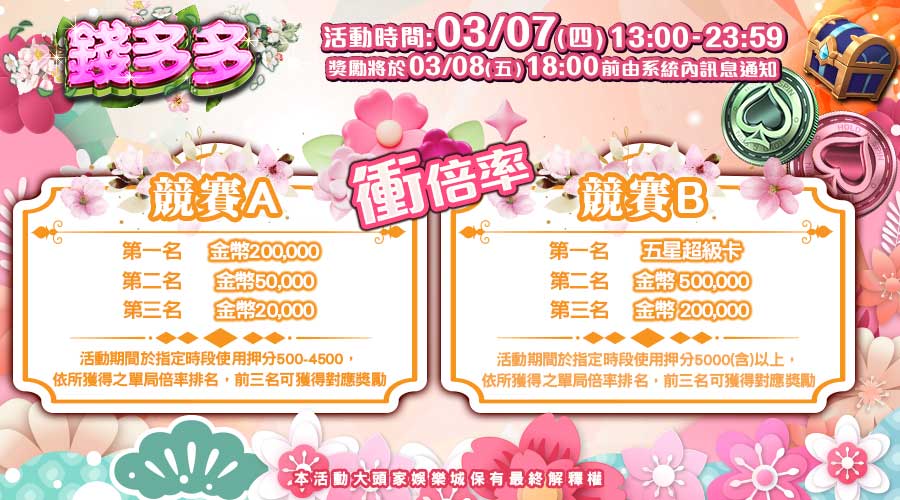 錢多多
活動時間:03/07(四) 13:00-23:59
獎勵將於03/08(五) 18:00前由系統內訊息通知
衝倍率
競賽A
第一名 金幣200,000
第二名 金幣50,000
第三名 金幣20,000
活動期間於指定時段使用押分500-4500，
依所獲得之單局倍率排名，前三名可獲得對應獎勵
競賽B
第一名 五星超級卡
第二名 金幣 500,000
第三名 金幣 200,000
活動期間於指定時段使用押分5000(含)以上，
依所獲得之單局倍率排名，前三名可獲得對應獎勵
本活動大頭家娛樂城保有最終解釋權